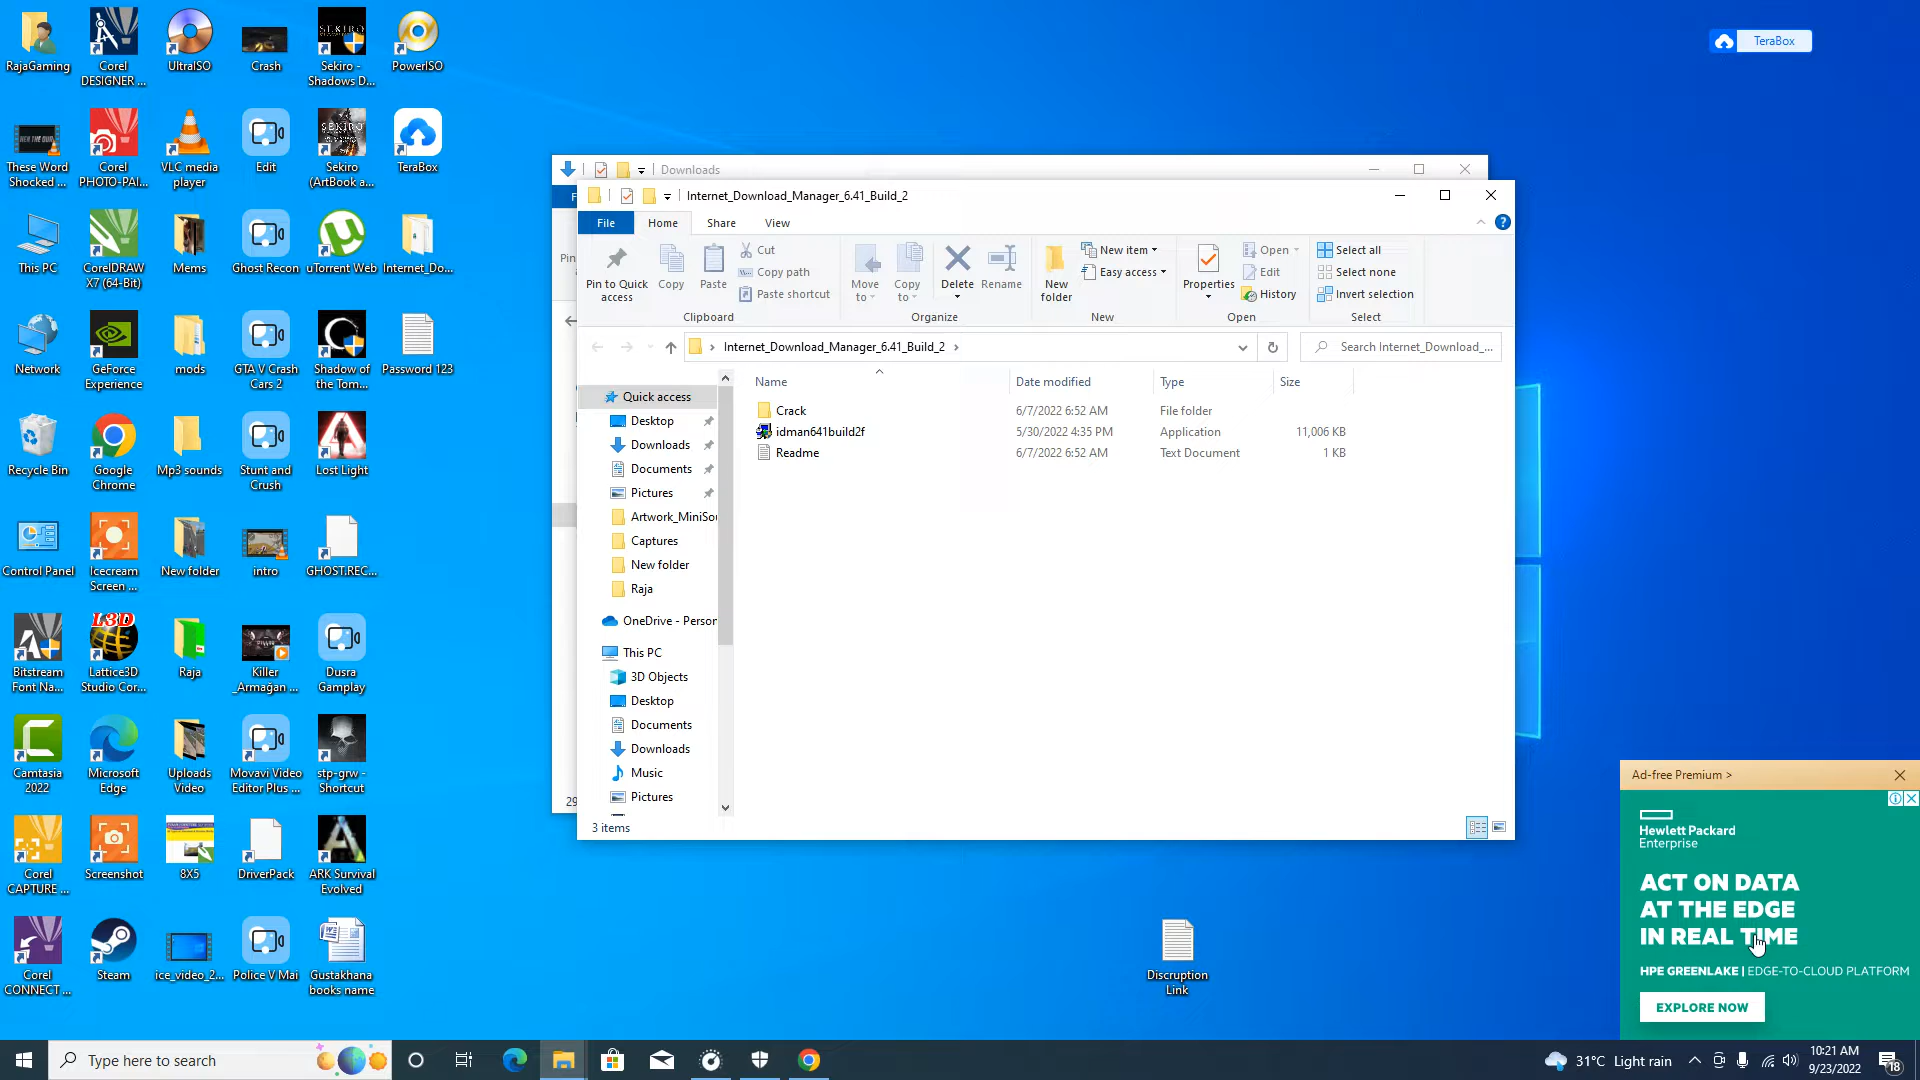 RajaGaming
Corel
DESIGNER ...
UltraISO
Crash
SEKIRO
Sekiro -
Shadows D...
PowerISO
TeraBox
These Word
Shocked ...
Corel
PHOTO-PAI...
VLC media
player
Edit
SEKIRO
Sekiro
(ArtBook a...
TeraBox
This PC
CorelDRAW
X7 (64-Bit)
Mems
Ghost Recon
uTorrent Web
Internet_Do...
Network
GeForce
Experience
mods
GTA V Crash
Cars 2
Shadow of
the Tom...
Password 123
Recycle Bin
Google
Chrome
Mp3 sounds
Stunt and
Crush
Lost Light
Control Panel
Icecream
Screen ...
New folder
intro
GHOST.REC...
Bitstream
Font Na...
L3D
Lattice3D
Studio Cor...
Raja
Killer
_Armağan ...
Dusra
Gamplay
Camtasia
2022
Microsoft
Edge
Uploads
Video
Movavi Video
Editor Plus ...
stp-grw -
Shortcut
Corel
CAPTURE ...
Screenshot
8X5
DriverPack
ARK Survival
Evolved
Corel
CONNECT ...
Steam
ice_video_2...
Police V Mai
Gustakhana
books name
Discruption
Link
Downloads
F
Pin
a
29
Internet_Download_Manager_6.41_Build_2
File Home Share View
Pin to Quick
access
Copy
Paste
Cut
Copy path
Paste shortcut
Clipboard
Move
to
Copy
to
Delete
Rename
Organize
New
folder
New item
Easy access
New
Properties
Open
Edit
History
Open
Select all
Select none
Invert selection
Select
Internet_Download_Manager_6.41_Build_2
Search Internet_Download_...
Name Date modified Type Size
Crack 6/7/2022 6:52 AM File folder
idman641build2f 5/30/2022 4:35 PM Application 11,006 KB
Readme 6/7/2022 6:52 AM Text Document 1 KB
Quick access
Desktop
Downloads
Documents
Pictures
Artwork_MiniSou
Captures
New folder
Raja
OneDrive - Person
This PC
3D Objects
Desktop
Documents
Downloads
Music
Pictures
3 items
Ad-free Premium >
Hewlett Packard
Enterprise
ACT ON DATA
AT THE EDGE
IN REAL TIME
HPE GREENLAKE | EDGE-TO-CLOUD PLATFORM
EXPLORE NOW
Type here to search
31°C Light rain
10:21 AM
9/23/2022
18